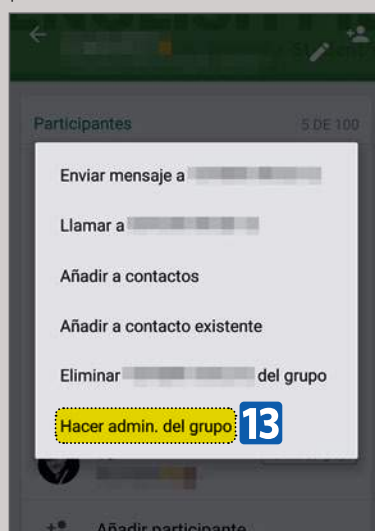 Participantes 5 DE 100
Enviar mensaje a
Llamar a
Añadir a contactos
Añadir a contacto existente
Eliminar del grupo
Hacer admin. del grupo 13
Añadir participante